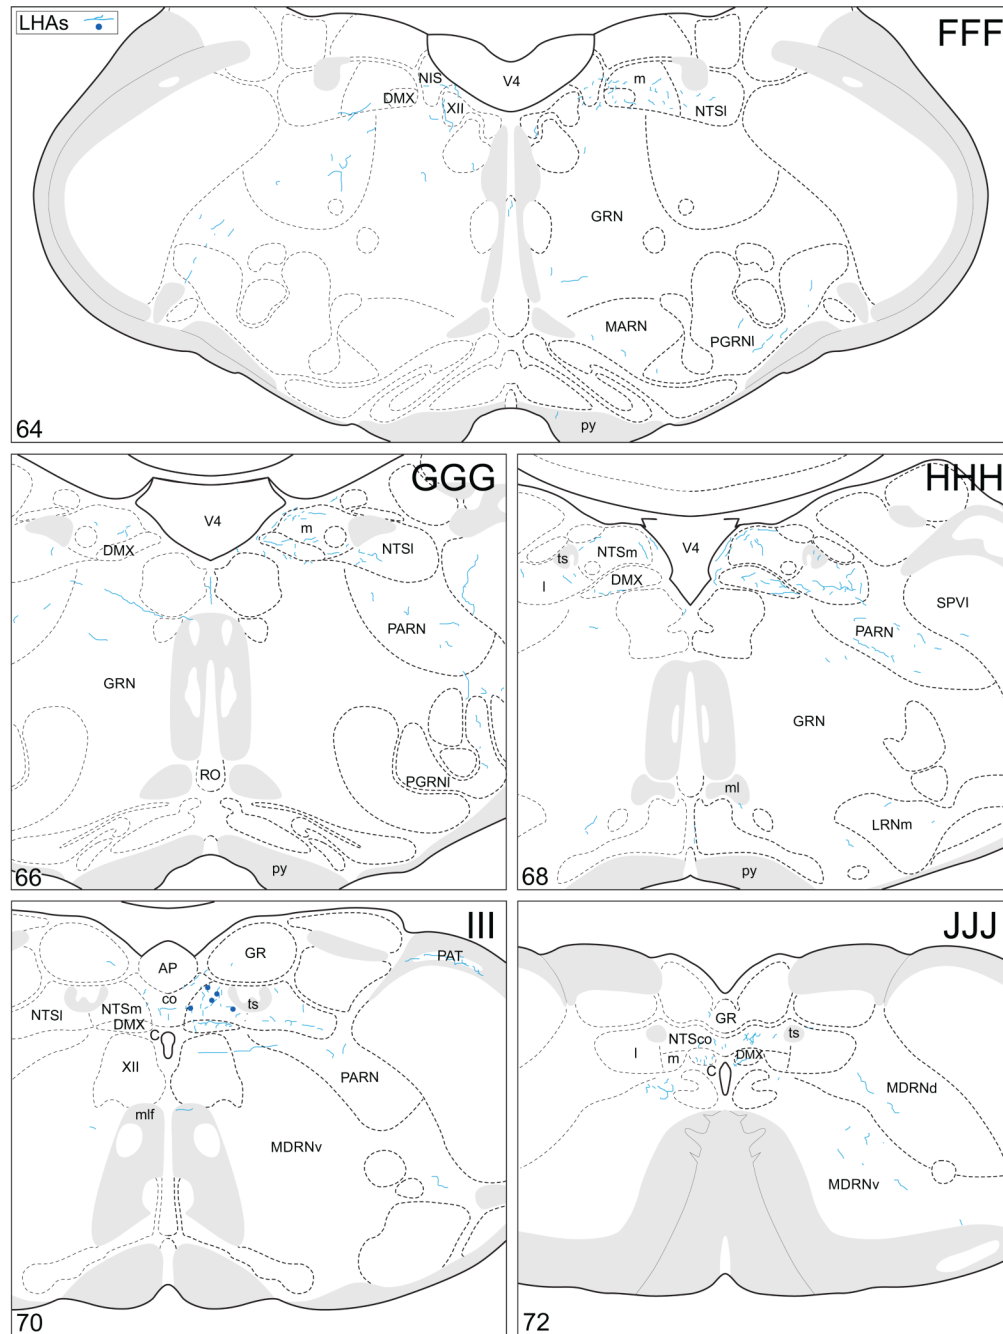 LHAs
FFF
V4
NIS
m
DMX
XII
NTSl
GRN
MARN
PGRNl
py
64
GGG
V4
m
DMX
NTSl
PARN
GRN
RO
PGRNl
py
66
HHH
V4
ts
NTSm
l
DMX
SPVI
PARN
GRN
ml
LRNm
py
68
III
AP
GR
PAT
co
ts
NTSl
NTSm
DMX
C
XII
PARN
mlf
MDRNv
70
JJJ
GR
NTSco
ts
l
m
DMX
C
MDRNd
MDRNv
72